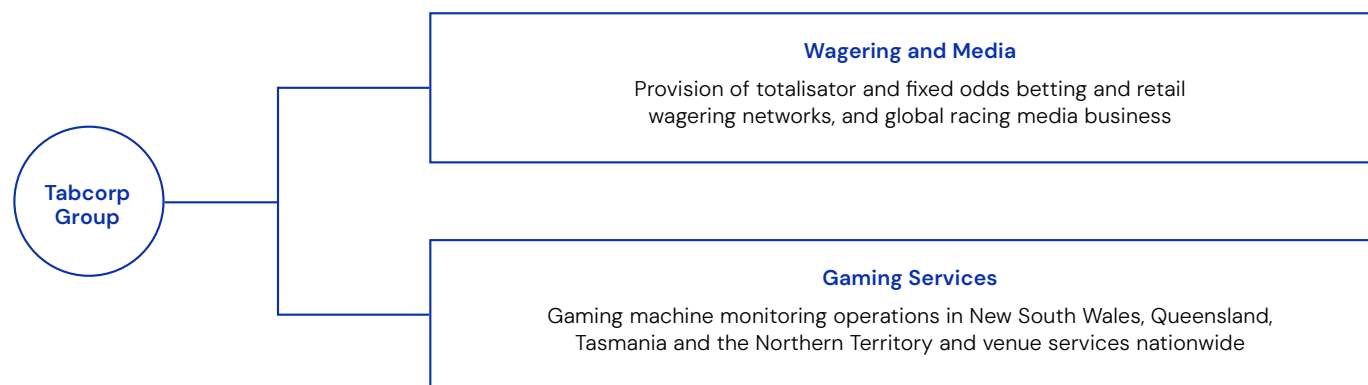 Wagering and Media
Provision of totalisator and fixed odds betting and retail
wagering networks, and global racing media business
Tabcorp
Group
Gaming Services
Gaming machine monitoring operations in New South Wales, Queensland,
Tasmania and the Northern Territory and venue services nationwide